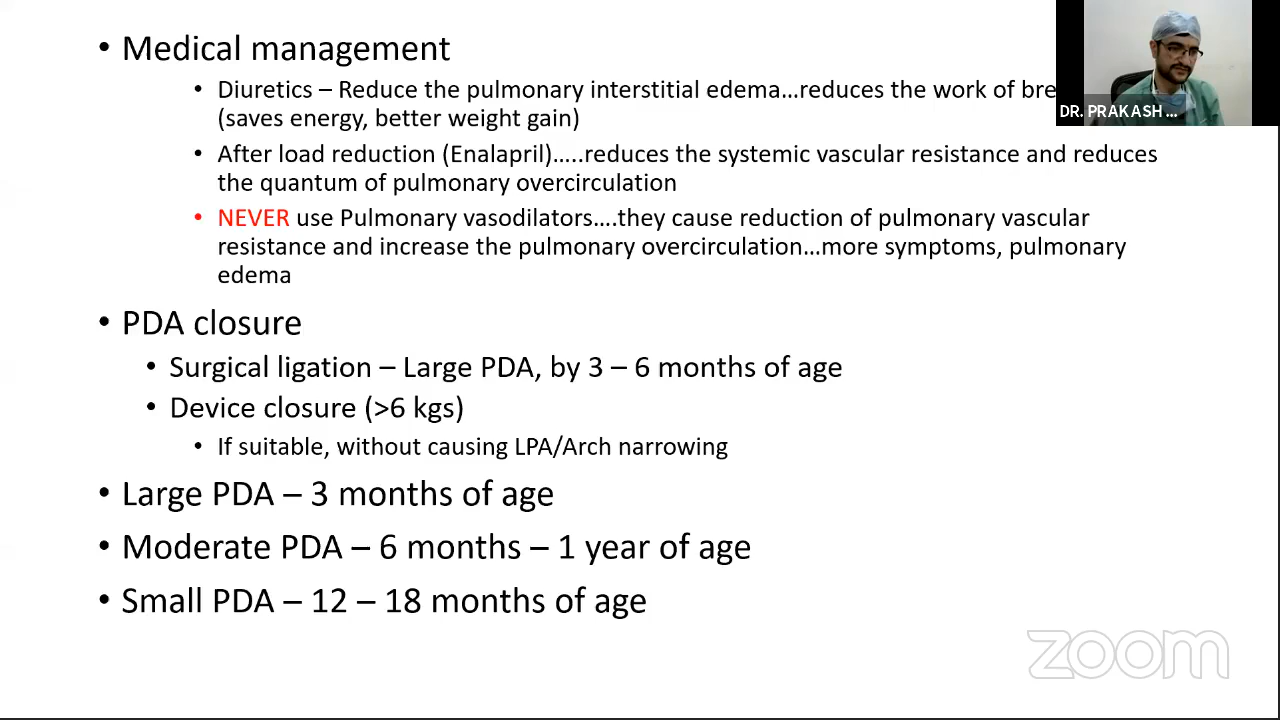 • Medical management
• Diuretics – Reduce the pulmonary interstitial edema...reduces the work of bre
(saves energy, better weight gain)
• After load reduction (Enalapril).....reduces the systemic vascular resistance and reduces
the quantum of pulmonary overcirculation
• NEVER use Pulmonary vasodilators....they cause reduction of pulmonary vascular
resistance and increase the pulmonary overcirculation...more symptoms, pulmonary
edema
• PDA closure
• Surgical ligation – Large PDA, by 3 – 6 months of age
• Device closure (>6 kgs)
• If suitable, without causing LPA/Arch narrowing
• Large PDA – 3 months of age
• Moderate PDA – 6 months – 1 year of age
• Small PDA – 12 – 18 months of age
DR. PRAKASH ...
zoom